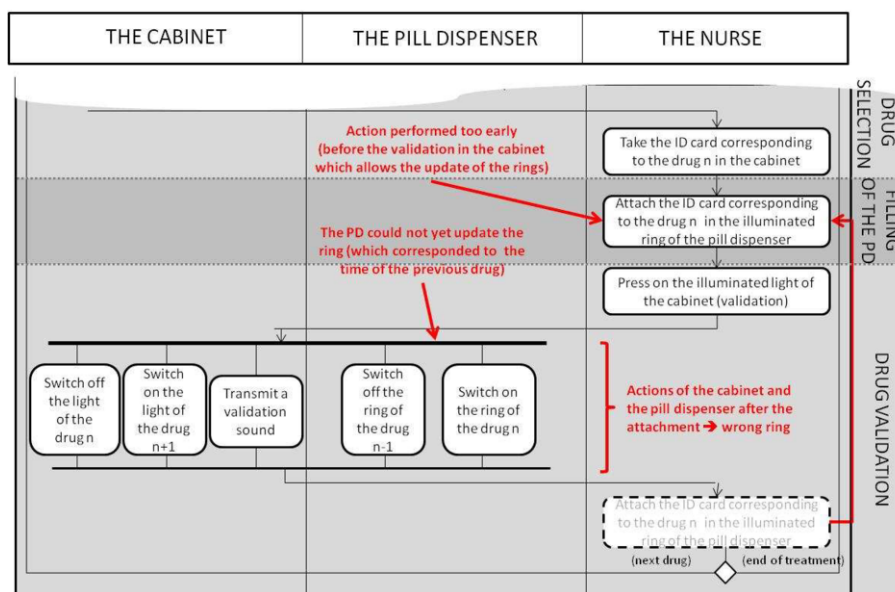 THE CABINET
THE PILL DISPENSER
THE NURSE
DRUG
SELECTION
Action performed too early
(before the validation in the cabinet
which allows the update of the rings)
Take the ID card corresponding
to the drug n in the cabinet
FILLING
OF THE PD
Attach the ID card corresponding
to the drug n in the illuminated
ring of the pill dispenser
The PD could not yet update the
ring (which corresponded to the
time of the previous drug)
Press on the illuminated light of
the cabinet (validation)
DRUG VALIDATION
Switch off
the light
of the
drug n
Switch
on the
light of
the
drug n+1
Transmit a
validation
sound
Switch
off the
ring of
the drug
n-1
Switch on
the ring of the
drug n
Actions of the cabinet and
the pill dispenser after the
attachment ➔ wrong ring
Attach the ID card corresponding
to the drug n in the illuminated
ring of the pill dispenser
(next drug)
(end of treatment)